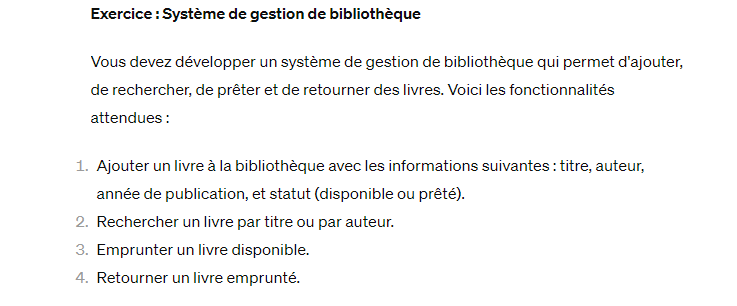 Exercice : Système de gestion de bibliothèque
Vous devez développer un système de gestion de bibliothèque qui permet d'ajouter,
de rechercher, de prêter et de retourner des livres. Voici les fonctionnalités
attendues :
1. Ajouter un livre à la bibliothèque avec les informations suivantes : titre, auteur,
année de publication, et statut (disponible ou prêté).
2. Rechercher un livre par titre ou par auteur.
3. Emprunter un livre disponible.
4. Retourner un livre emprunté.